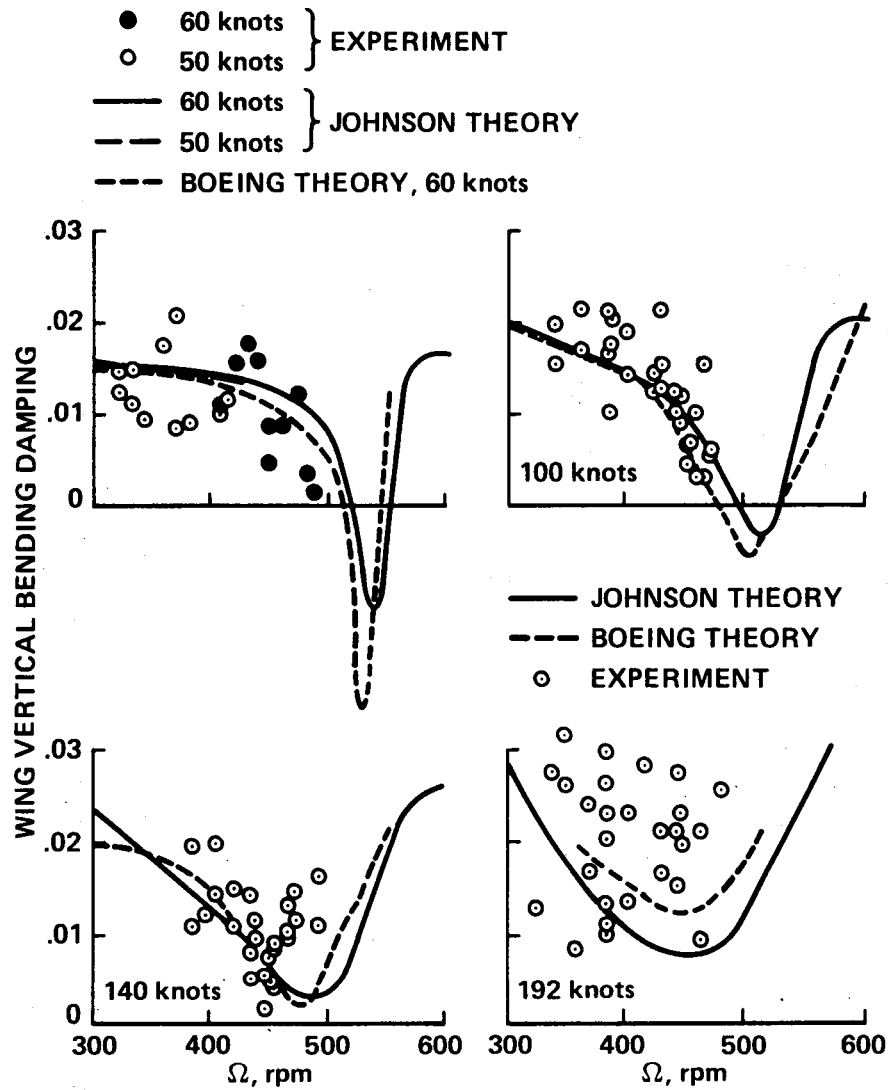 60 knots
50 knots
EXPERIMENT
60 knots
50 knots
JOHNSON THEORY
BOEING THEORY, 60 knots
WING VERTICAL BENDING DAMPING
.03
.02
.01
0
100 knots
JOHNSON THEORY
BOEING THEORY
EXPERIMENT
.03
.02
.01
0
140 knots
300 400 500 600
Ω, rpm
192 knots
300 400 500 600
Ω, rpm